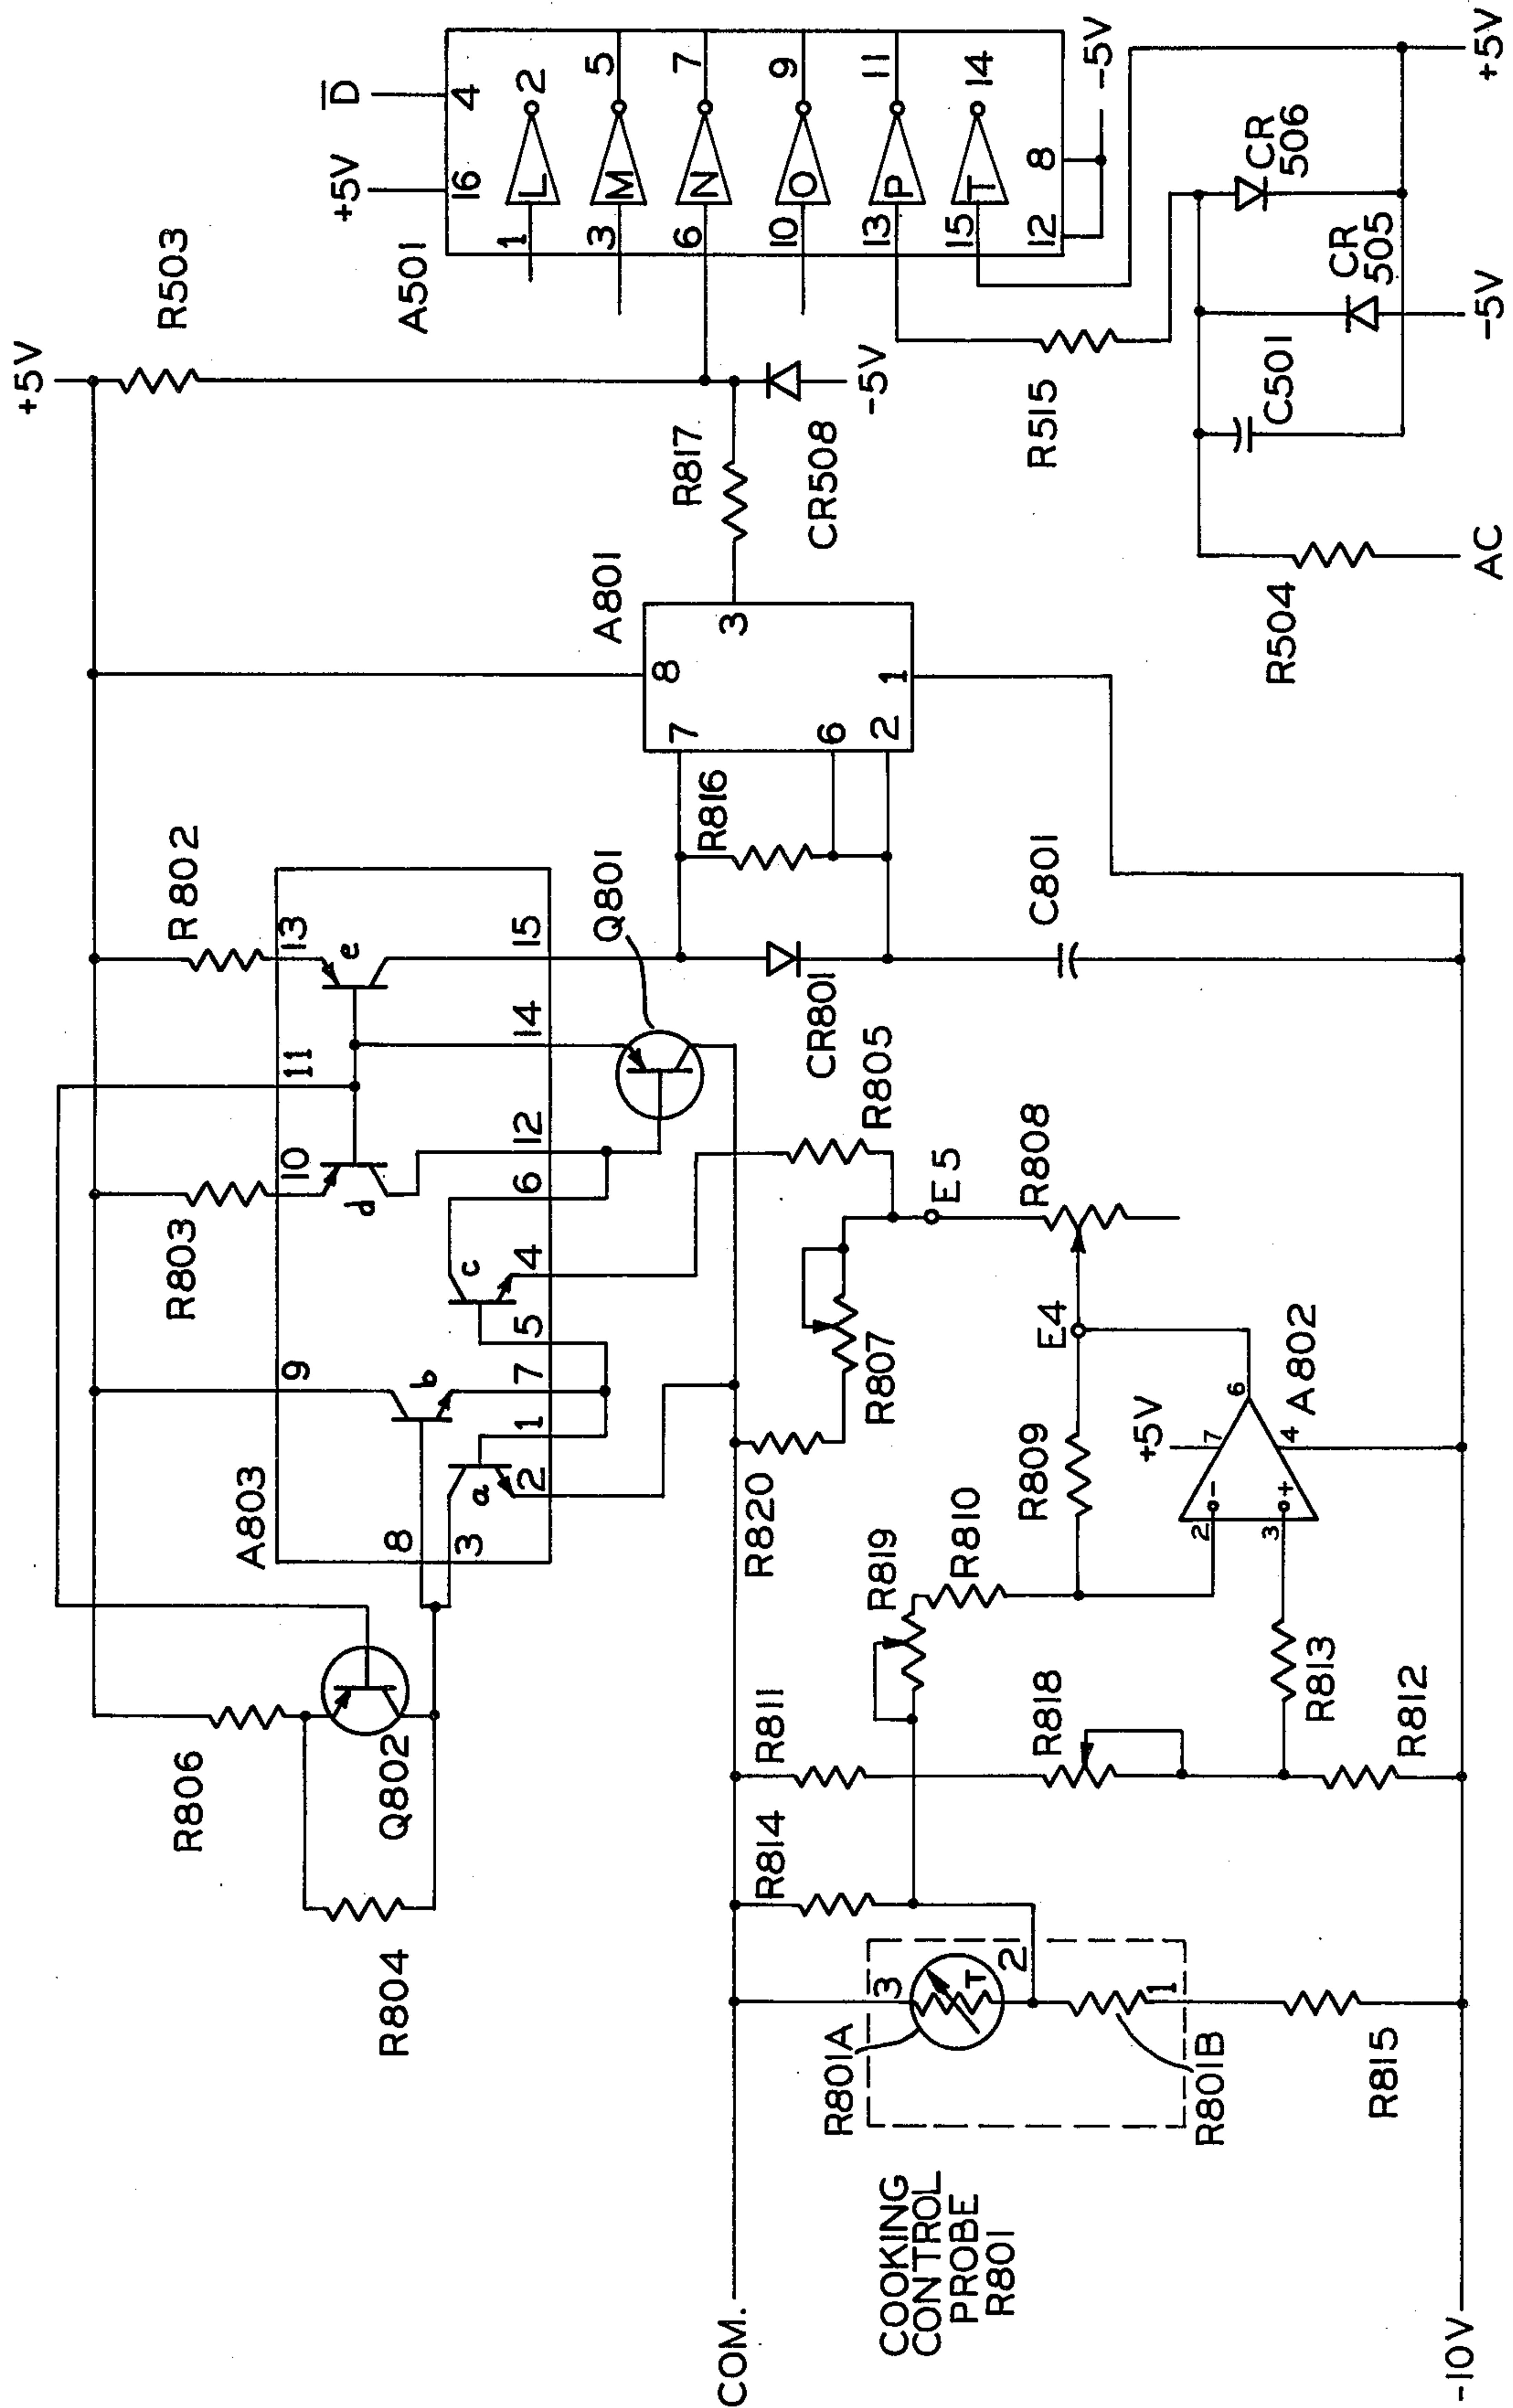 +5V
R503
+5V
D̅
A501
16
4
1
L
2
3
M
5
6
N
7
10
O
9
13
P
11
15
T
14
12
8
-5V
R817
CR508
-5V
R515
CR
506
CR
505
C501
R504
AC
-5V
+5V
A801
8
7
3
6
2
1
R816
R802
A803
13
e
15
11
14
10
d
12
6
R803
9
c
4
5
b
7
1
8
3
a
2
Q801
CR801
C801
R805
E5
R808
R807
R820
E4
R809
+5V
A802
7
6
2
-
3
+
4
R819
R810
R806
Q802
R804
R811
R818
R813
R812
R814
3
T
2
1
R801A
R801B
R815
COOKING
CONTROL
PROBE
R801
COM.
-10V